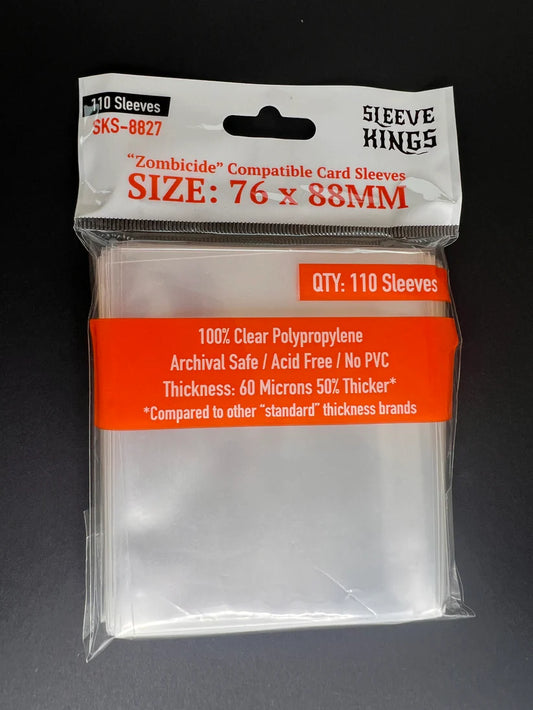 110 Sleeves
SKS-8827
SLEEVE
KINGS
“Zombicide” Compatible Card Sleeves
SIZE: 76 x 88MM
QTY: 110 Sleeves
100% Clear Polypropylene
Archival Safe / Acid Free / No PVC
Thickness: 60 Microns 50% Thicker*
*Compared to other “standard” thickness brands